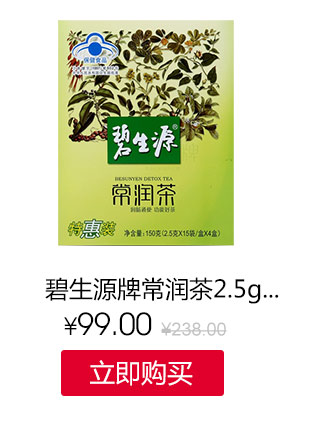 保健食品
碧生源®
BESUNYEN DETOX TEA
常润茶
特惠装
净含量:150克(2.5克X15袋/盒X4盒)
碧生源牌常润茶2.5g...
¥99.00 ¥238.00
立即购买